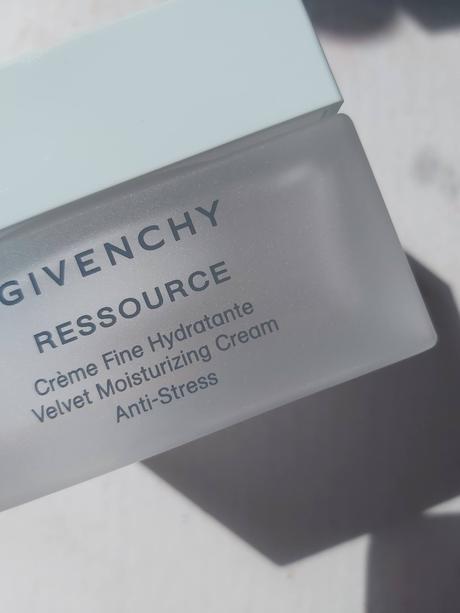 GIVENCHY
RESSOURCE
Crème Fine Hydratante
Velvet Moisturizing Cream
Anti-Stress